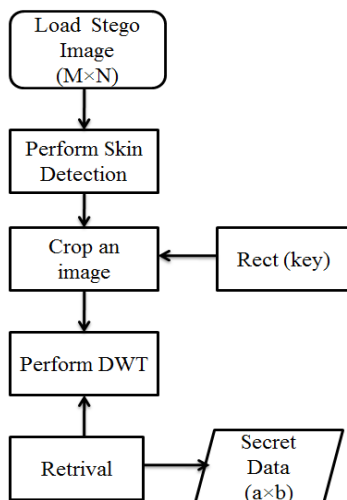 Load Stego
Image
(M×N)
Perform Skin
Detection
Crop an
image
Rect (key)
Perform DWT
Retrival
Secret
Data
(a×b)